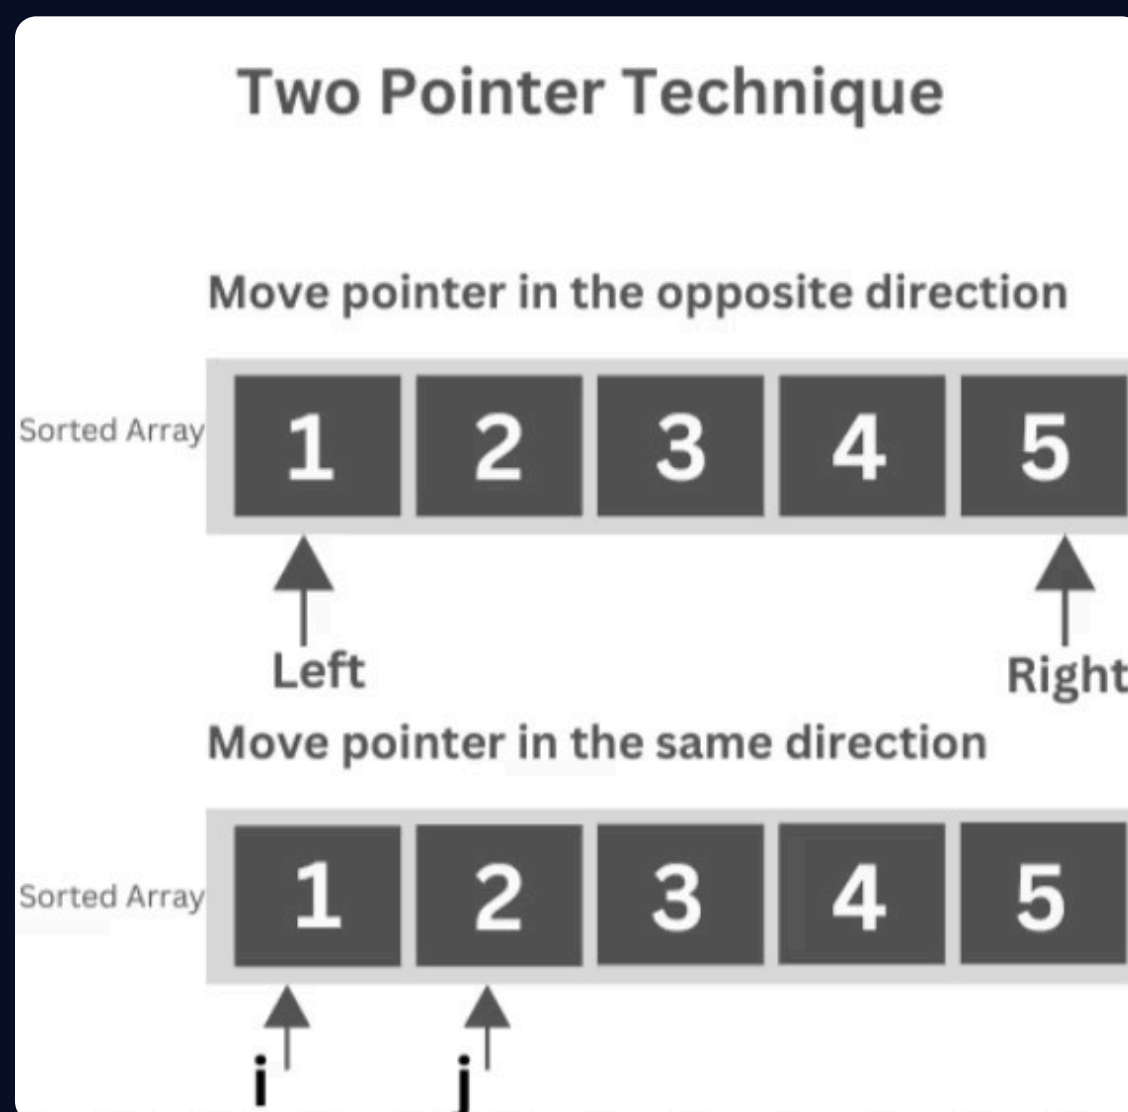 Two Pointer Technique
Move pointer in the opposite direction
Sorted Array 1 2 3 4 5
Left Right
Move pointer in the same direction
Sorted Array 1 2 3 4 5
i j